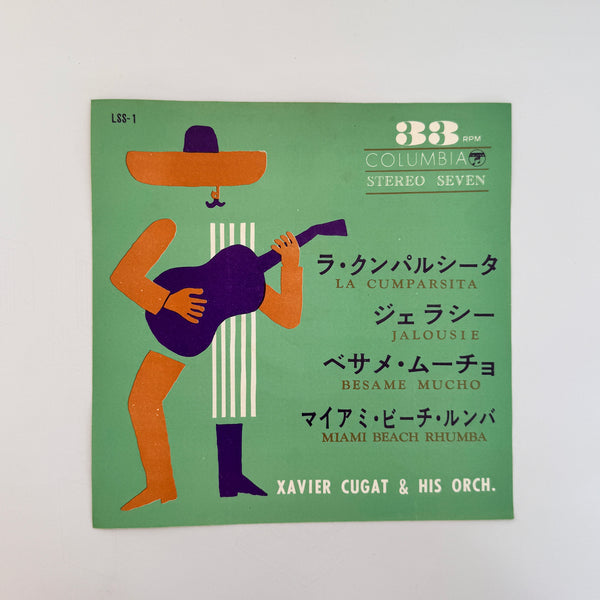 LSS-1
33 RPM
COLUMBIA
STEREO SEVEN
ラ・クンパルシータ
LA CUMPARSITA
ジェラシー
JALOUSIE
ベサメ・ムーチョ
BESAME MUCHO
マイアミ・ビーチ・ルンバ
MIAMI BEACH RHUMBA
XAVIER CUGAT & HIS ORCH.